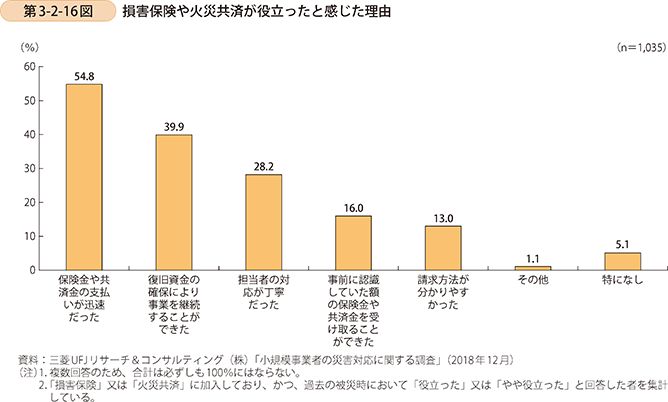 第3-2-16図 損害保険や火災共済が役立ったと感じた理由
(%)
(n=1,035)
60
50
40
30
20
10
0
54.8
39.9
28.2
16.0
13.0
1.1
5.1
保険金や共
済金の支払
いが迅速
だった
復旧資金の
確保により
事業を継続
することが
できた
担当者の対
応が丁寧
だった
事前に認識
していた額
の保険金や
共済金を受
け取ること
ができた
請求方法が
分かりやす
かった
その他
特になし
資料:三菱UFJリサーチ&コンサルティング(株)「小規模事業者の災害対応に関する調査」(2018年12月)
(注)1. 複数回答のため、合計は必ずしも100%にはならない。
2.「損害保険」又は「火災共済」に加入しており、かつ、過去の被災時において「役立った」又は「やや役立った」と回答した者を集計
している。